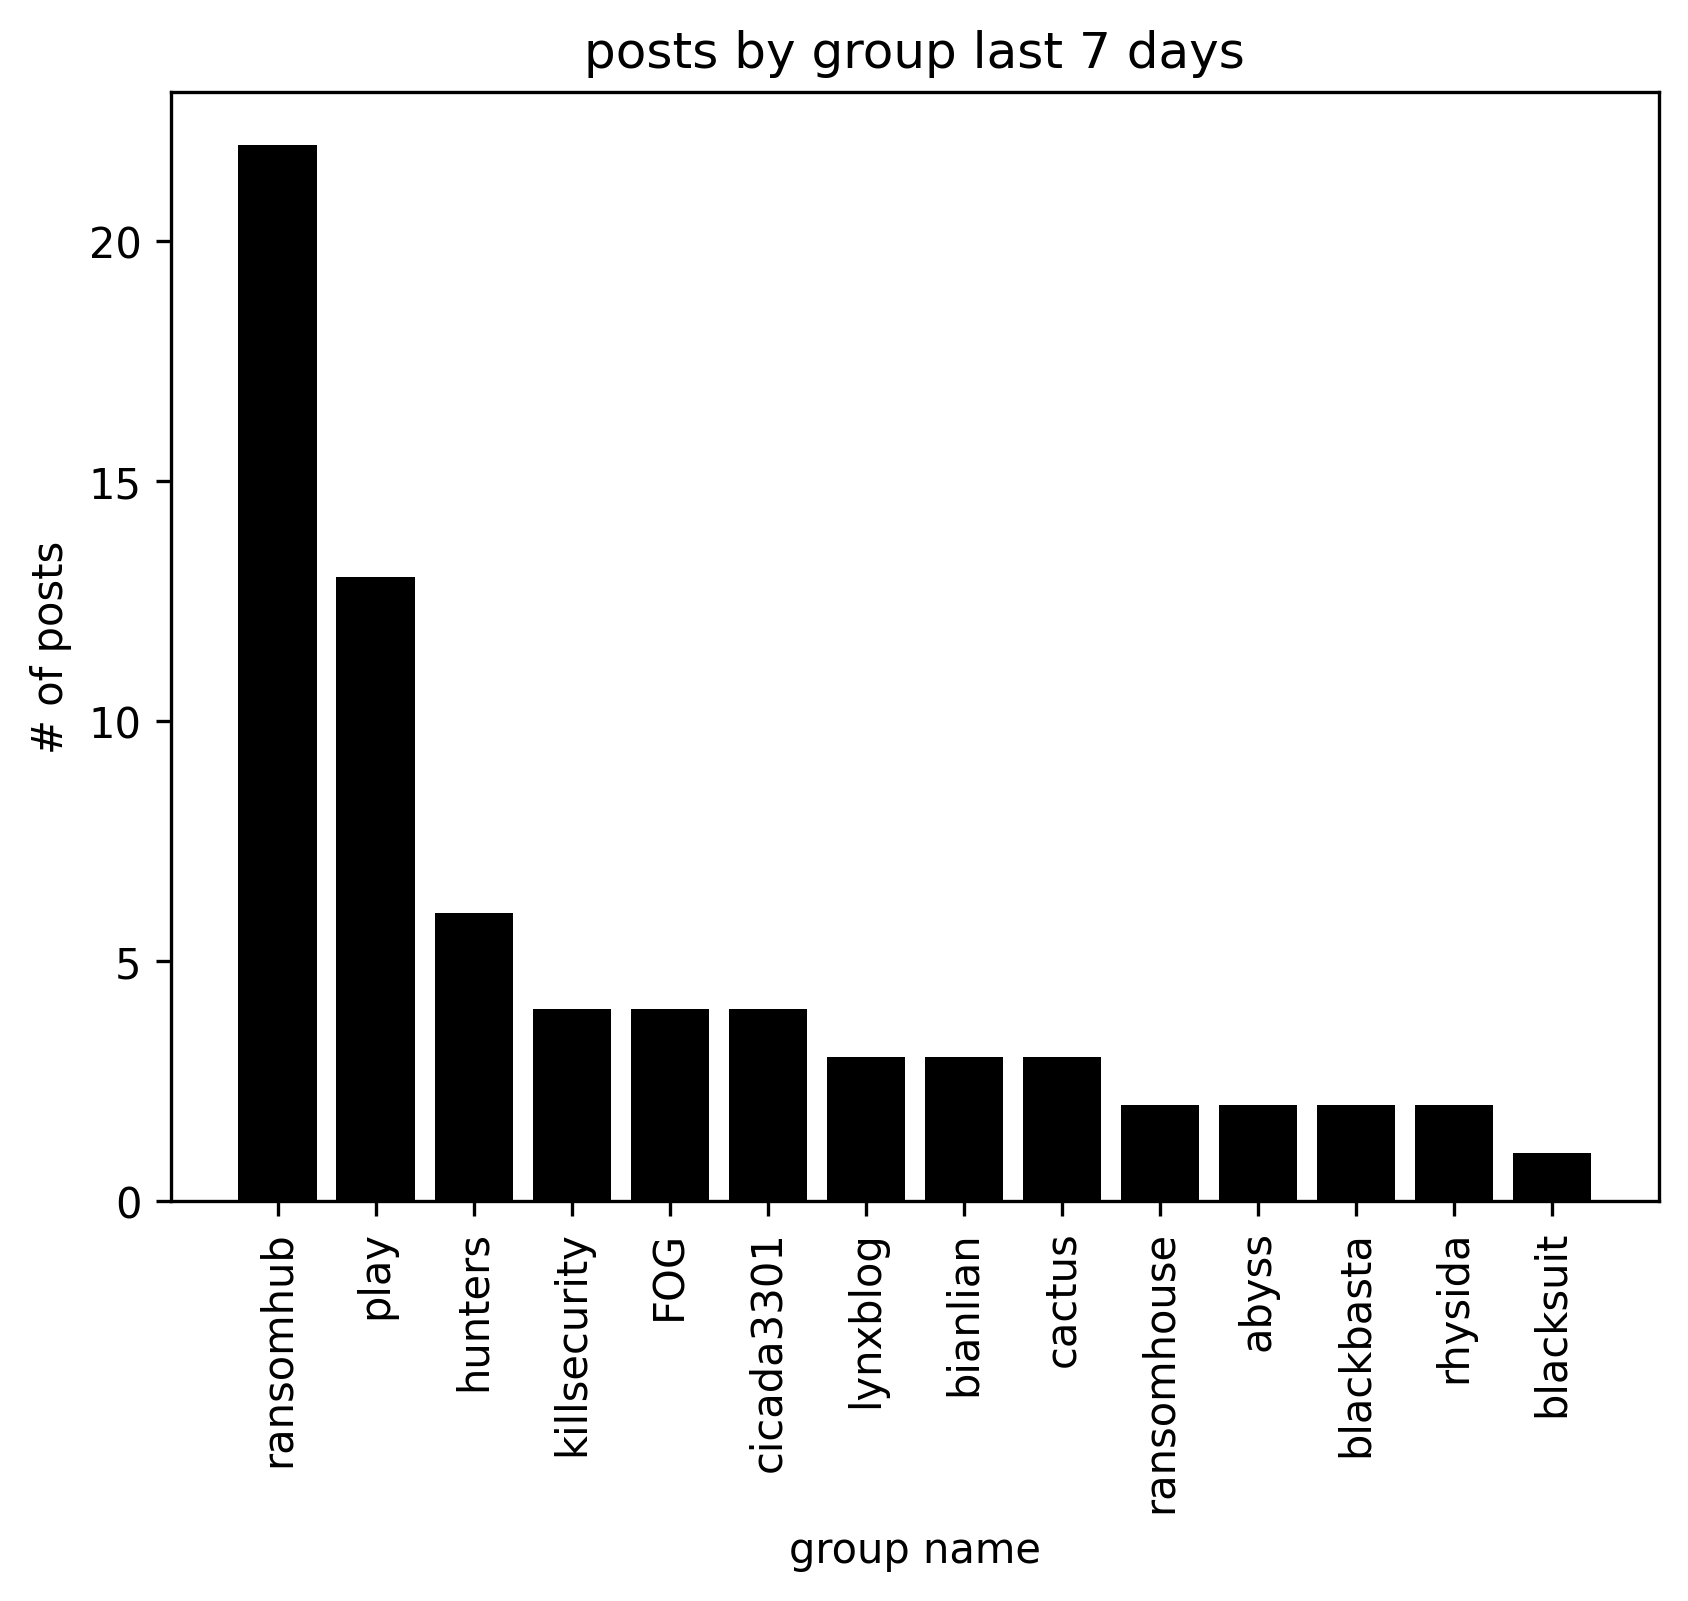 posts by group last 7 days
# of posts
20
15
10
5
0
ransomhub
play
hunters
killsecurity
FOG
cicada3301
lynxblog
bianlian
cactus
ransomhouse
abyss
blackbasta
rhysida
blacksuit
group name